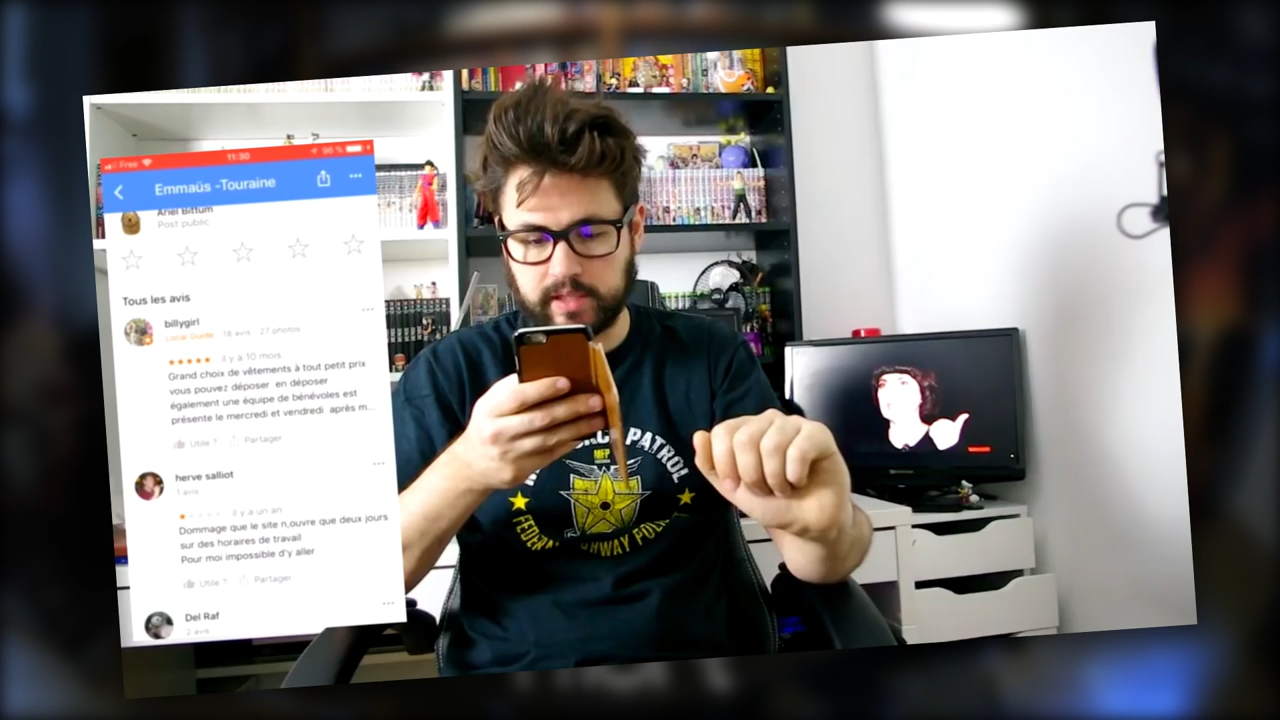 Free 11:30 96 %
Emmaüs -Touraine
Ariel Bittum
Post public
Tous les avis
billygirl
Local Guide 18 avis 27 photos
il y a 10 mois
Grand choix de vêtements à tout petit prix
vous pouvez déposer en déposer
également une équipe de bénévoles est
présente le mercredi et vendredi après m...
Utile ? Partager
herve salliot
1 avis
il y a un an
Dommage que le site n,ouvre que deux jours
sur des horaires de travail
Pour moi impossible d'y aller
Utile ? Partager
Del Raf
2 avis
PATROL
MFP